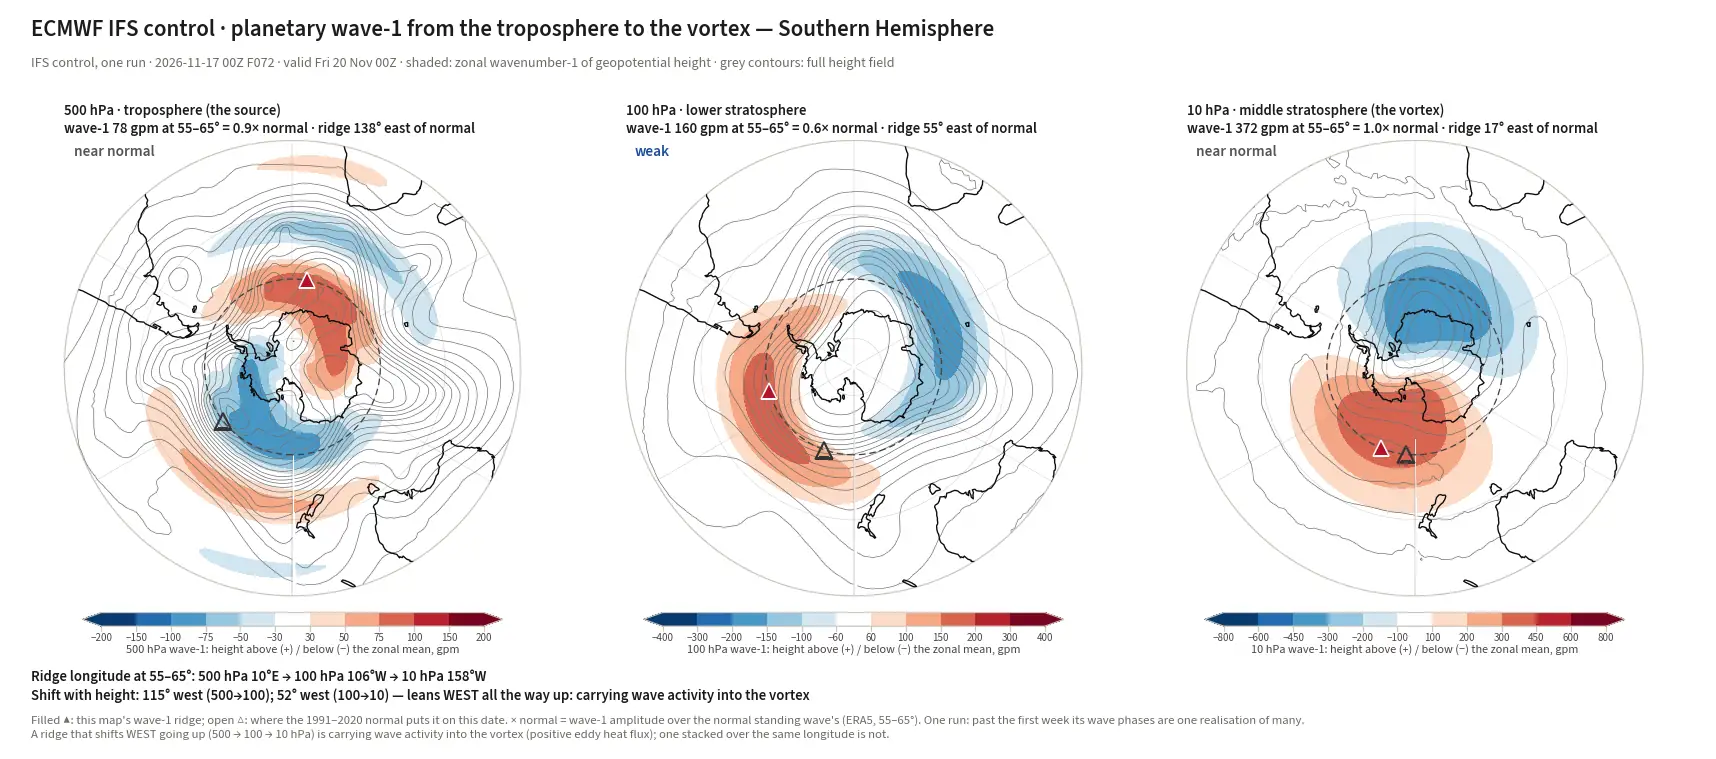 ECMWF IFS control · planetary wave-1 from the troposphere to the vortex — Southern Hemisphere
IFS control, one run · 2026-11-17 00Z F072 · valid Fri 20 Nov 00Z · shaded: zonal wavenumber-1 of geopotential height · grey contours: full height field
500 hPa · troposphere (the source)
wave-1 78 gpm at 55–65° = 0.9× normal · ridge 138° east of normal
near normal
100 hPa · lower stratosphere
wave-1 160 gpm at 55–65° = 0.6× normal · ridge 55° east of normal
weak
10 hPa · middle stratosphere (the vortex)
wave-1 372 gpm at 55–65° = 1.0× normal · ridge 17° east of normal
near normal
−200 −150 −100 −75 −50 −30 30 50 75 100 150 200
500 hPa wave-1: height above (+) / below (−) the zonal mean, gpm
−400 −300 −200 −150 −100 −60 60 100 150 200 300 400
100 hPa wave-1: height above (+) / below (−) the zonal mean, gpm
−800 −600 −450 −300 −200 −100 100 200 300 450 600 800
10 hPa wave-1: height above (+) / below (−) the zonal mean, gpm
Ridge longitude at 55–65°: 500 hPa 10°E → 100 hPa 106°W → 10 hPa 158°W
Shift with height: 115° west (500→100); 52° west (100→10) — leans WEST all the way up: carrying wave activity into the vortex
Filled ▲: this map's wave-1 ridge; open △: where the 1991–2020 normal puts it on this date. × normal = wave-1 amplitude over the normal standing wave's (ERA5, 55–65°). One run: past the first week its wave phases are one realisation of many.
A ridge that shifts WEST going up (500 → 100 → 10 hPa) is carrying wave activity into the vortex (positive eddy heat flux); one stacked over the same longitude is not.